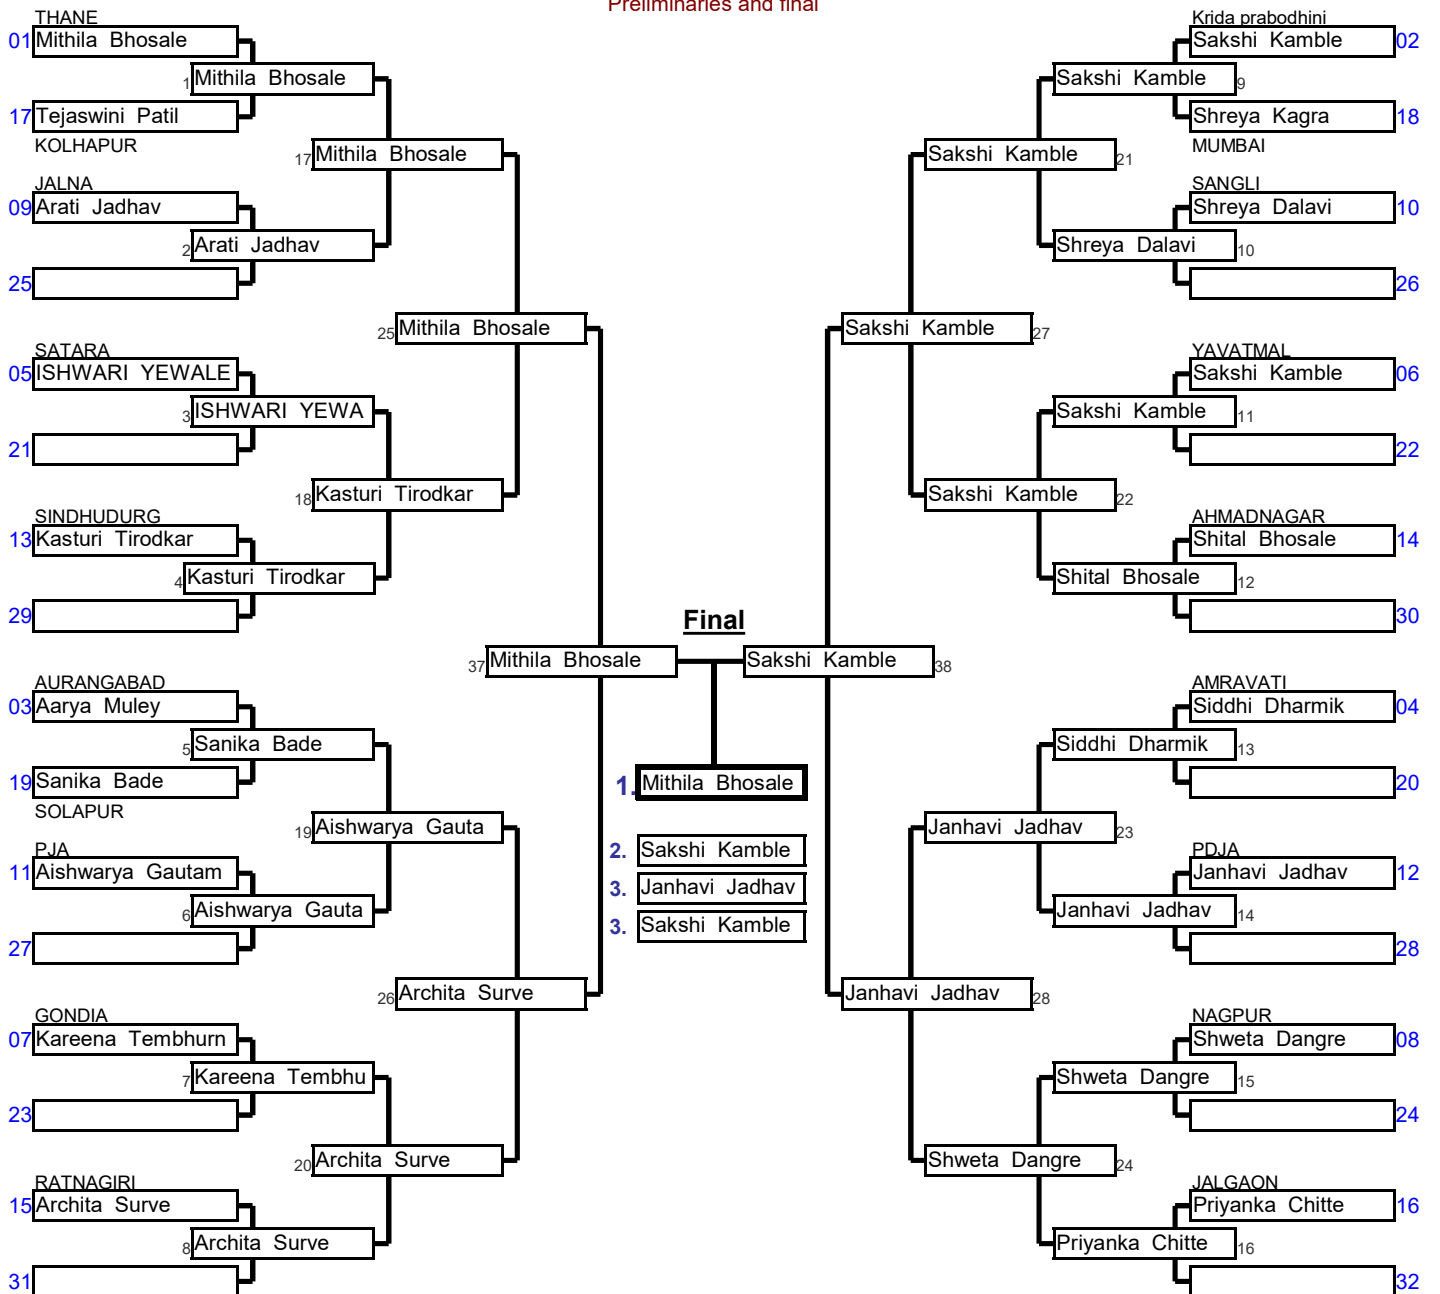 Preliminaries and final
THANE
01 Mithila Bhosale
1 Mithila Bhosale
17 Tejaswini Patil
KOLHAPUR
17 Mithila Bhosale
JALNA
09 Arati Jadhav
2 Arati Jadhav
25
25 Mithila Bhosale
SATARA
05 ISHWARI YEWALE
3 ISHWARI YEWA
21
18 Kasturi Tirodkar
SINDHUDURG
13 Kasturi Tirodkar
4 Kasturi Tirodkar
29
37 Mithila Bhosale
AURANGABAD
03 Aarya Muley
5 Sanika Bade
19 Sanika Bade
SOLAPUR
19 Aishwarya Gauta
PJA
11 Aishwarya Gautam
6 Aishwarya Gauta
27
26 Archita Surve
GONDIA
07 Kareena Tembhurn
7 Kareena Tembhu
23
20 Archita Surve
RATNAGIRI
15 Archita Surve
8 Archita Surve
31
Final
1. Mithila Bhosale
2. Sakshi Kamble
3. Janhavi Jadhav
3. Sakshi Kamble
Krida prabodhini
Sakshi Kamble 02
Sakshi Kamble 9
Shreya Kagra 18
MUMBAI
Sakshi Kamble 21
SANGLI
Shreya Dalavi 10
Shreya Dalavi 10
26
Sakshi Kamble 27
YAVATMAL
Sakshi Kamble 06
Sakshi Kamble 11
22
Sakshi Kamble 22
AHMADNAGAR
Shital Bhosale 14
Shital Bhosale 12
30
Sakshi Kamble 38
AMRAVATI
Siddhi Dharmik 04
Siddhi Dharmik 13
20
Janhavi Jadhav 23
PDJA
Janhavi Jadhav 12
Janhavi Jadhav 14
28
Janhavi Jadhav 28
NAGPUR
Shweta Dangre 08
Shweta Dangre 15
24
Shweta Dangre 24
JALGAON
Priyanka Chitte 16
Priyanka Chitte 16
32